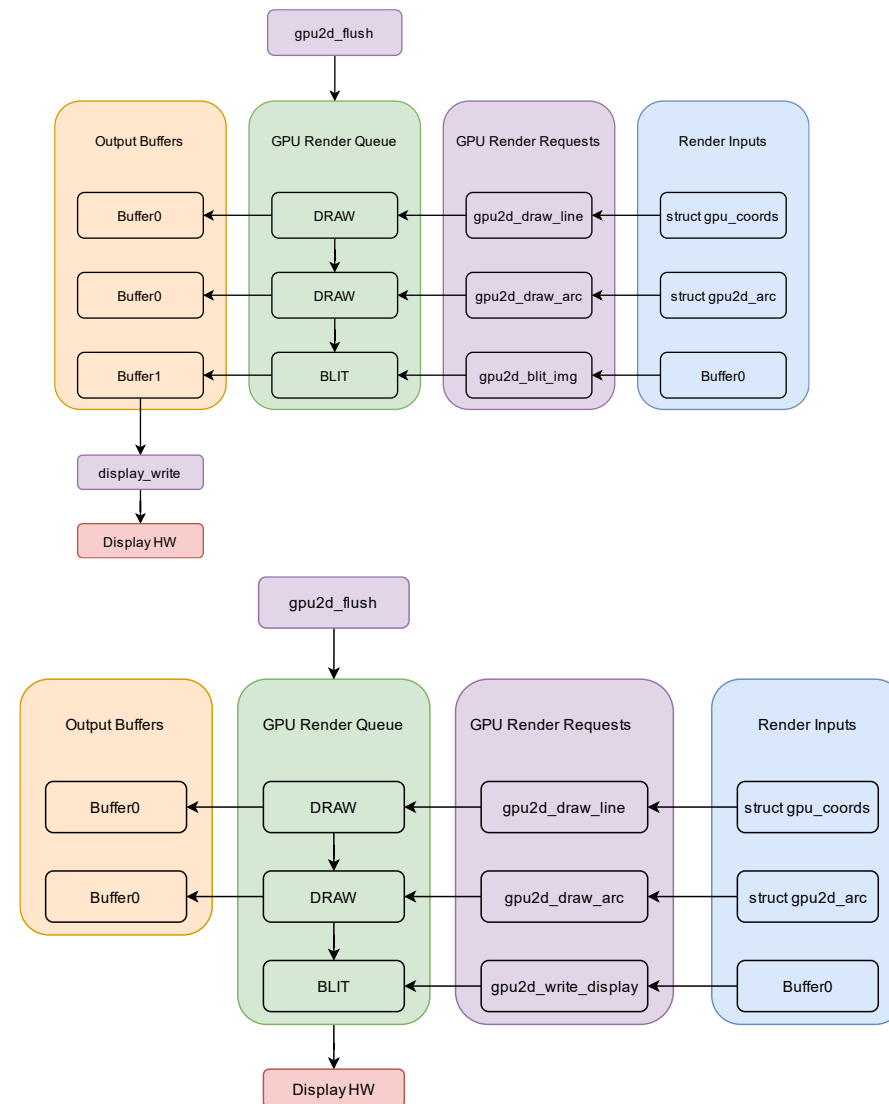 gpu2d_flush
Output Buffers
GPU Render Queue
GPU Render Requests
Render Inputs
Buffer0
DRAW
gpu2d_draw_line
struct gpu_coords
Buffer0
DRAW
gpu2d_draw_arc
struct gpu2d_arc
Buffer1
BLIT
gpu2d_blit_img
Buffer0
display_write
Display HW
gpu2d_flush
Output Buffers
GPU Render Queue
GPU Render Requests
Render Inputs
Buffer0
DRAW
gpu2d_draw_line
struct gpu_coords
Buffer0
DRAW
gpu2d_draw_arc
struct gpu2d_arc
BLIT
gpu2d_write_display
Buffer0
Display HW